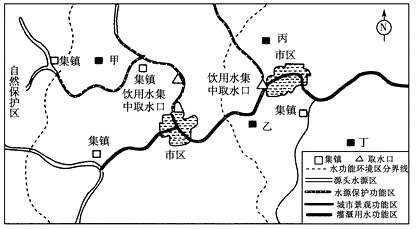 N
丙
甲
市区
集镇
集镇
饮用水集
中取水口
饮用水集
中取水口
自然保护区
集镇
乙
集镇
丁
市区
集镇 取水口
水功能环境区分界线
源头水源区
水源保护功能区
城市景观功能区
灌溉用水功能区